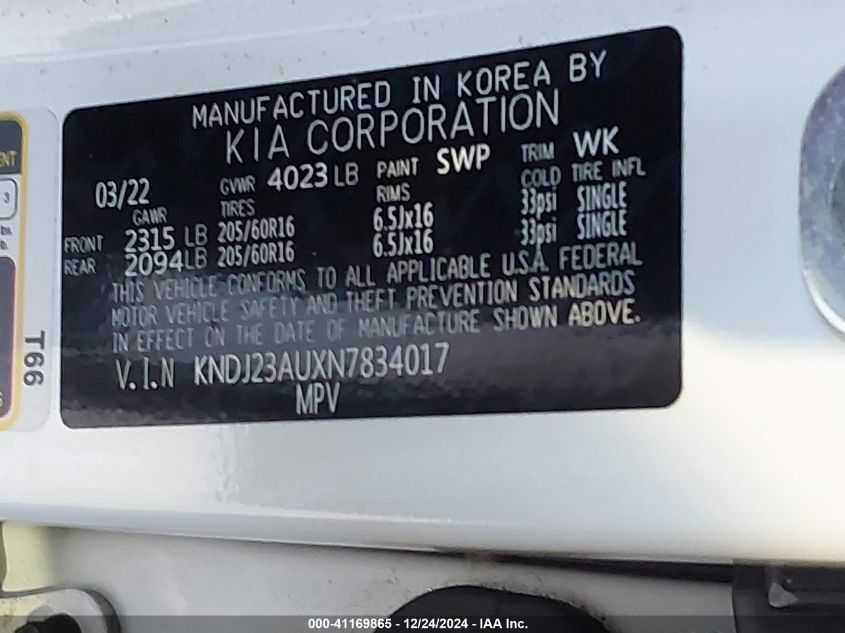 MANUFACTURED IN KOREA BY
KIA CORPORATION
03/22 GVWR 4023 LB PAINT SWP TRIM WK
GAWR TIRES RIMS COLD TIRE INFL
FRONT 2315 LB 205/60R16 6.5Jx16 33psi SINGLE
REAR 2094LB 205/60R16 6.5Jx16 33psi SINGLE
THIS VEHICLE CONFORMS TO ALL APPLICABLE U.S.A. FEDERAL
MOTOR VEHICLE SAFETY AND THEFT PREVENTION STANDARDS
IN EFFECT ON THE DATE OF MANUFACTURE SHOWN ABOVE.
V.I.N KNDJ23AUXN7834017
MPV
T66
3
000-41169865 - 12/24/2024 - IAA Inc.